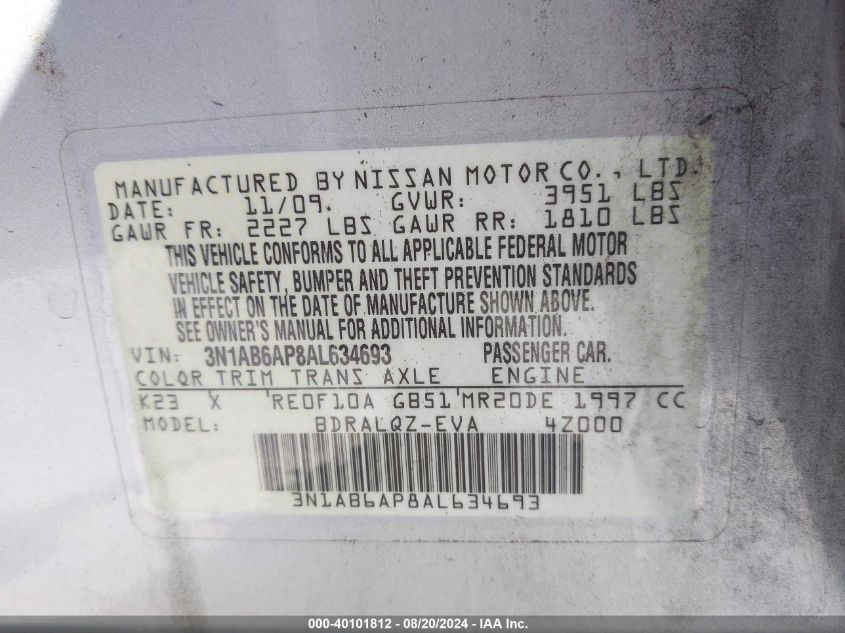 MANUFACTURED BY NISSAN MOTOR CO., LTD.
DATE: 11/09. GVWR: 3951 LBS
GAWR FR: 2227 LBS GAWR RR: 1810 LBS
THIS VEHICLE CONFORMS TO ALL APPLICABLE FEDERAL MOTOR
VEHICLE SAFETY, BUMPER AND THEFT PREVENTION STANDARDS
IN EFFECT ON THE DATE OF MANUFACTURE SHOWN ABOVE.
SEE OWNER'S MANUAL FOR ADDITIONAL INFORMATION.
VIN: 3N1AB6AP8AL634693 PASSENGER CAR.
COLOR TRIM TRANS AXLE ENGINE
K23 X RE0F10A GB51 MR20DE 1997 CC
MODEL: BDRALQZ-EVA 4Z000
3N1AB6AP8AL634693
000-40101812 - 08/20/2024 - IAA Inc.